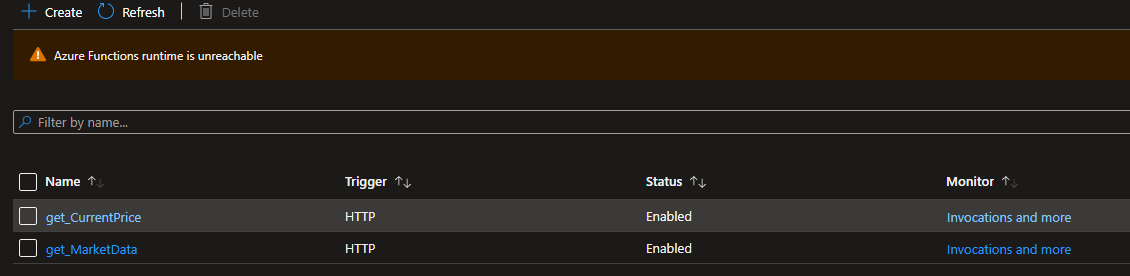 Create Refresh Delete
Azure Functions runtime is unreachable
Filter by name...
Name Trigger Status Monitor
get_CurrentPrice HTTP Enabled Invocations and more
get_MarketData HTTP Enabled Invocations and more